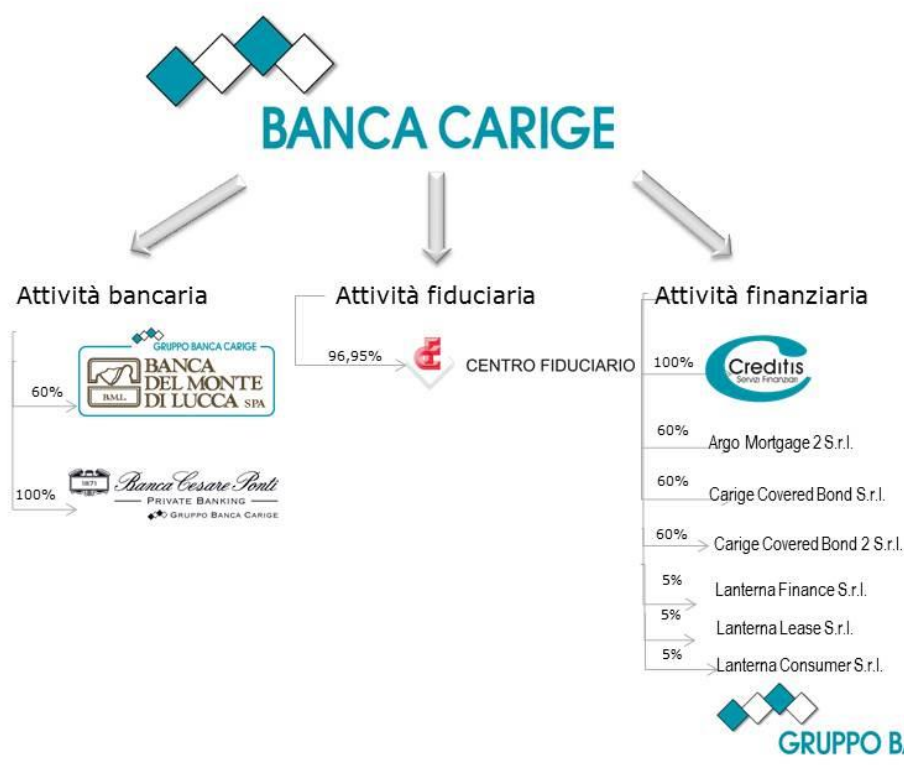 BANCA CARIGE
Attività bancaria
GRUPPO BANCA CARIGE
BANCA
DEL MONTE
DI LUCCA SPA
B.M.L.
60%
1871
Banca Cesare Ponti
PRIVATE BANKING
GRUPPO BANCA CARIGE
100%
Attività fiduciaria
96,95%
CENTRO FIDUCIARIO
Attività finanziaria
100%
Creditis
Servizi Finanziari
60%
Argo Mortgage 2 S.r.l.
60%
Carige Covered Bond S.r.l.
60%
Carige Covered Bond 2 S.r.l.
5%
Lanterna Finance S.r.l.
5%
Lanterna Lease S.r.l.
5%
Lanterna Consumer S.r.l.
GRUPPO BA